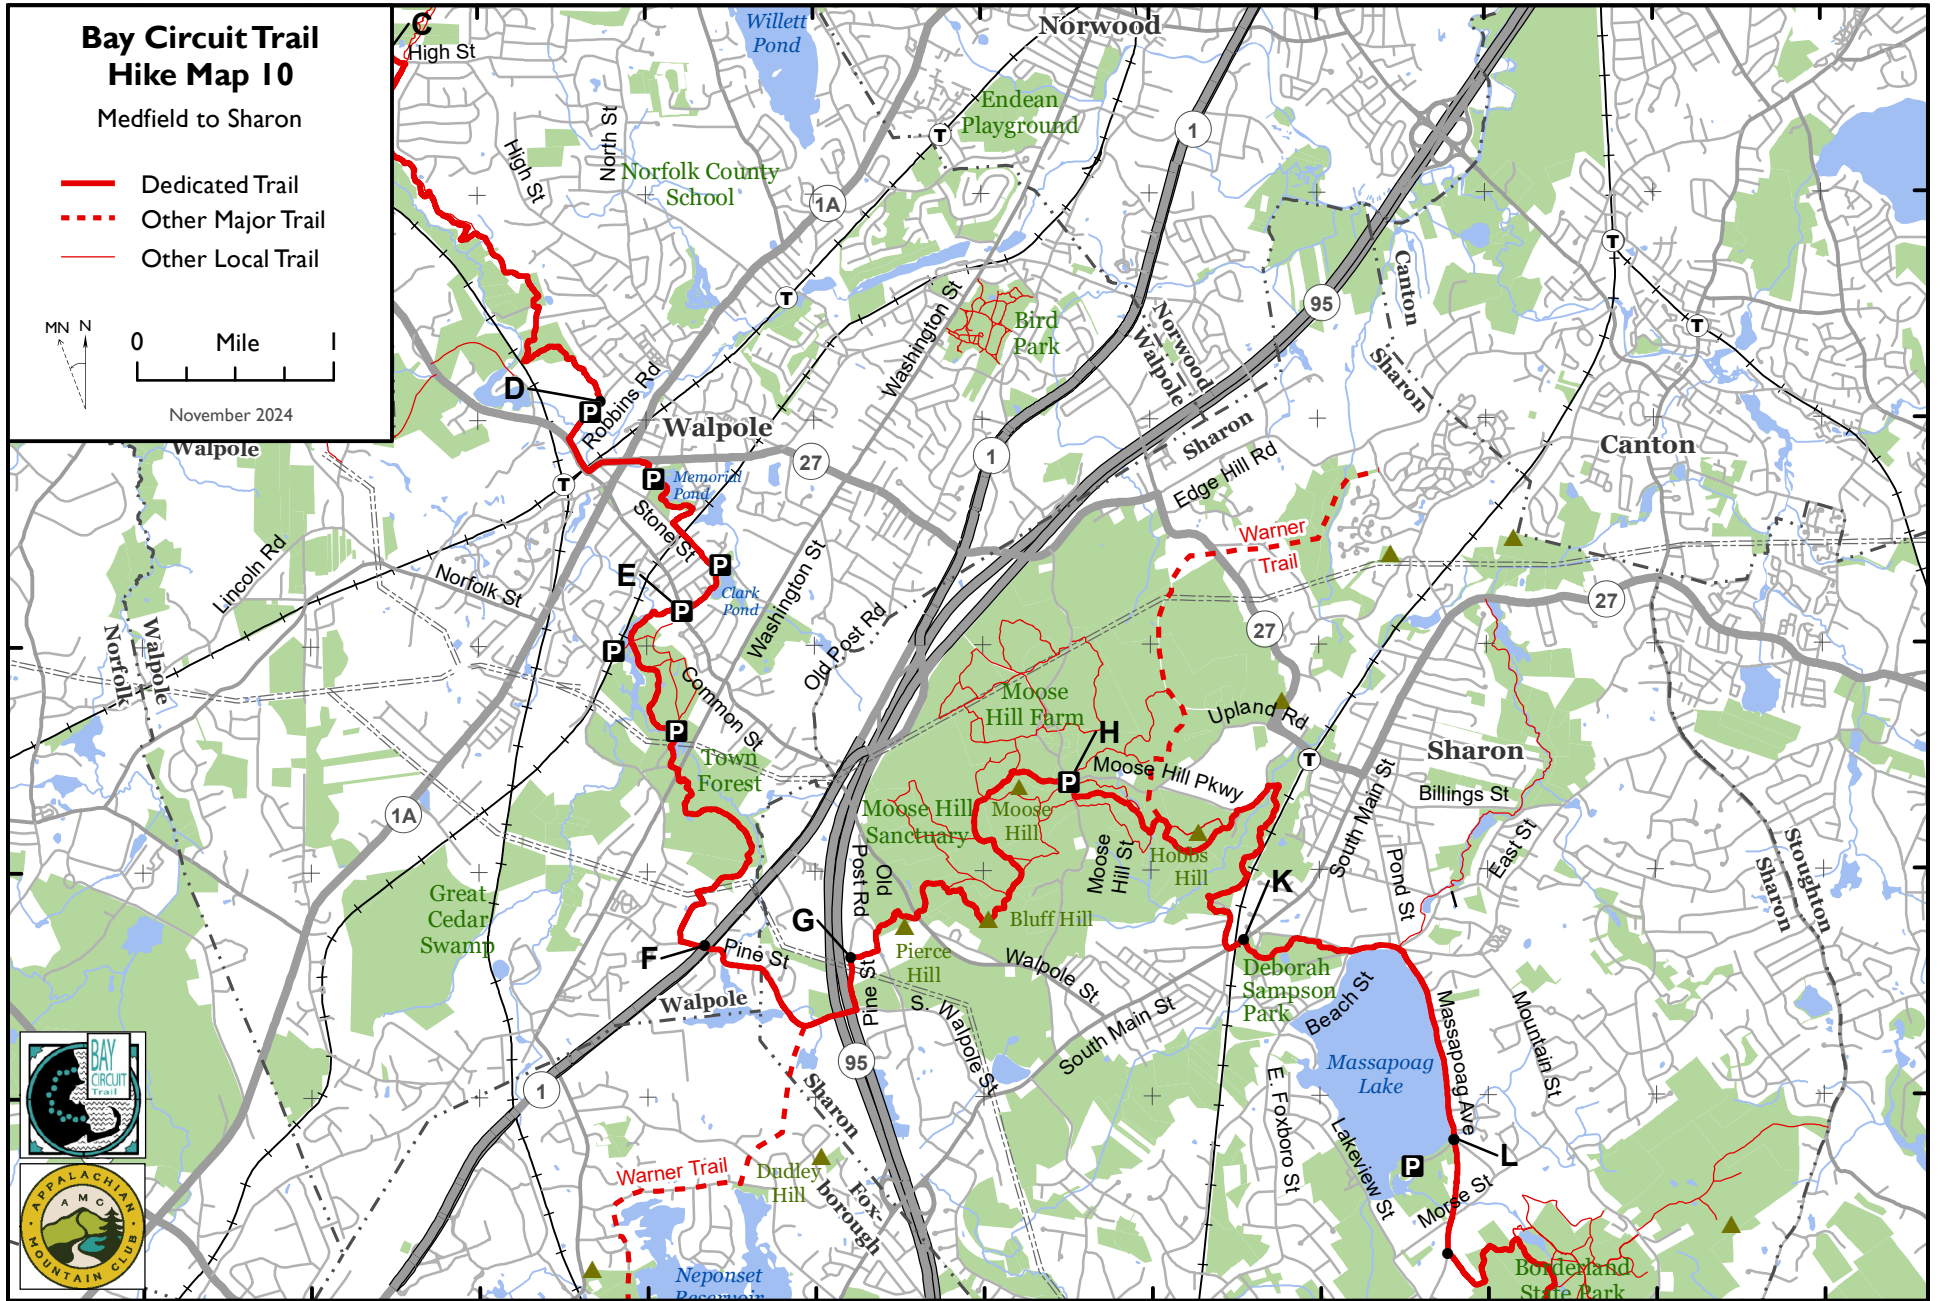 Bay Circuit Trail
Hike Map 10
Medfield to Sharon
Dedicated Trail
Other Major Trail
Other Local Trail
MN N
0 Mile 1
November 2024
C
High St
High St
North St
Norfolk County
School
Willett
Pond
Norwood
Endean
Playground
T
1
1A
T
Washington St
Bird
Park
Norwood
Walpole
95
Canton
Sharon
T
T
D
P
Robbins Rd
Walpole
Walpole
27
1
Sharon
Edge Hill Rd
Canton
T
P
Memorial
Pond
Stone St
Warner
Trail
Lincoln Rd
Norfolk St
E
P
Clark
Pond
P
P
Washington St
Old Post Rd
27
27
Walpole
Norfolk
Common St
P
Town
Forest
Moose
Hill Farm
H
P
Moose Hill Pkwy
Upland Rd
T
Sharon
Billings St
South Main St
1A
Moose Hill
Sanctuary
Moose
Hill
Moose
Hill St
Hobbs
Hill
Pond St
East St
Stoughton
Sharon
K
Old
Post Rd
Great
Cedar
Swamp
G
Bluff Hill
Pierce
Hill
F
Pine St
Pine St
Walpole St
S. Walpole St
South Main St
Deborah
Sampson
Park
Beach St
Walpole
Massapoag
Lake
Massapoag Ave
Mountain St
1
95
Sharon
Fox-
borough
E. Foxboro St
Lakeview St
L
P
Morse St
Warner Trail
Dudley
Hill
Neponset
Reservoir
Borderland
State Park
BAY
CIRCUIT
Trail
APPALACHIAN
AMC
MOUNTAIN CLUB